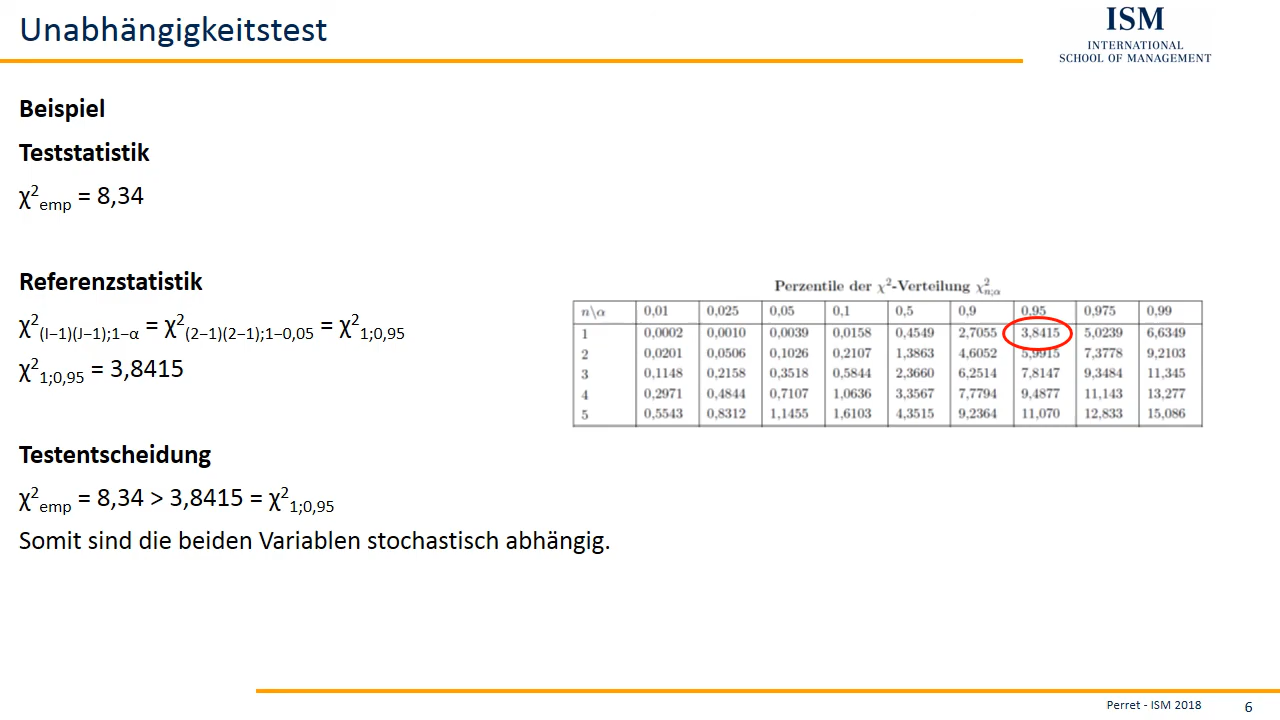 Unabhängigkeitstest
ISM
INTERNATIONAL
SCHOOL OF MANAGEMENT
Beispiel
Teststatistik
χ²emp = 8,34
Referenzstatistik
χ²(I−1)(J−1);1−α = χ²(2−1)(2−1);1−0,05 = χ²1;0,95
χ²1;0,95 = 3,8415
Perzentile der χ²-Verteilung χ²n;α
n\α 0,01 0,025 0,05 0,1 0,5 0,9 0,95 0,975 0,99
1 0,0002 0,0010 0,0039 0,0158 0,4549 2,7055 3,8415 5,0239 6,6349
2 0,0201 0,0506 0,1026 0,2107 1,3863 4,6052 5,9915 7,3778 9,2103
3 0,1148 0,2158 0,3518 0,5844 2,3660 6,2514 7,8147 9,3484 11,345
4 0,2971 0,4844 0,7107 1,0636 3,3567 7,7794 9,4877 11,143 13,277
5 0,5543 0,8312 1,1455 1,6103 4,3515 9,2364 11,070 12,833 15,086
Testentscheidung
χ²emp = 8,34 > 3,8415 = χ²1;0,95
Somit sind die beiden Variablen stochastisch abhängig.
Perret - ISM 2018 6